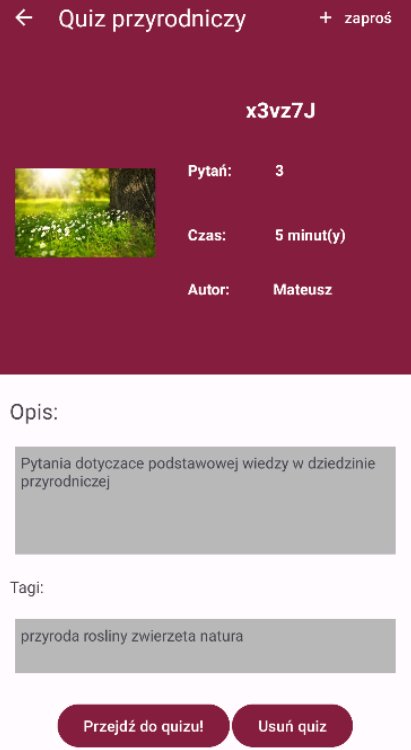 Quiz przyrodniczy
+ zaproś
x3vz7J
Pytań: 3
Czas: 5 minut(y)
Autor: Mateusz
Opis:
Pytania dotyczace podstawowej wiedzy w dziedzinie
przyrodniczej
Tagi:
przyroda rosliny zwierzeta natura
Przejdź do quizu! Usuń quiz